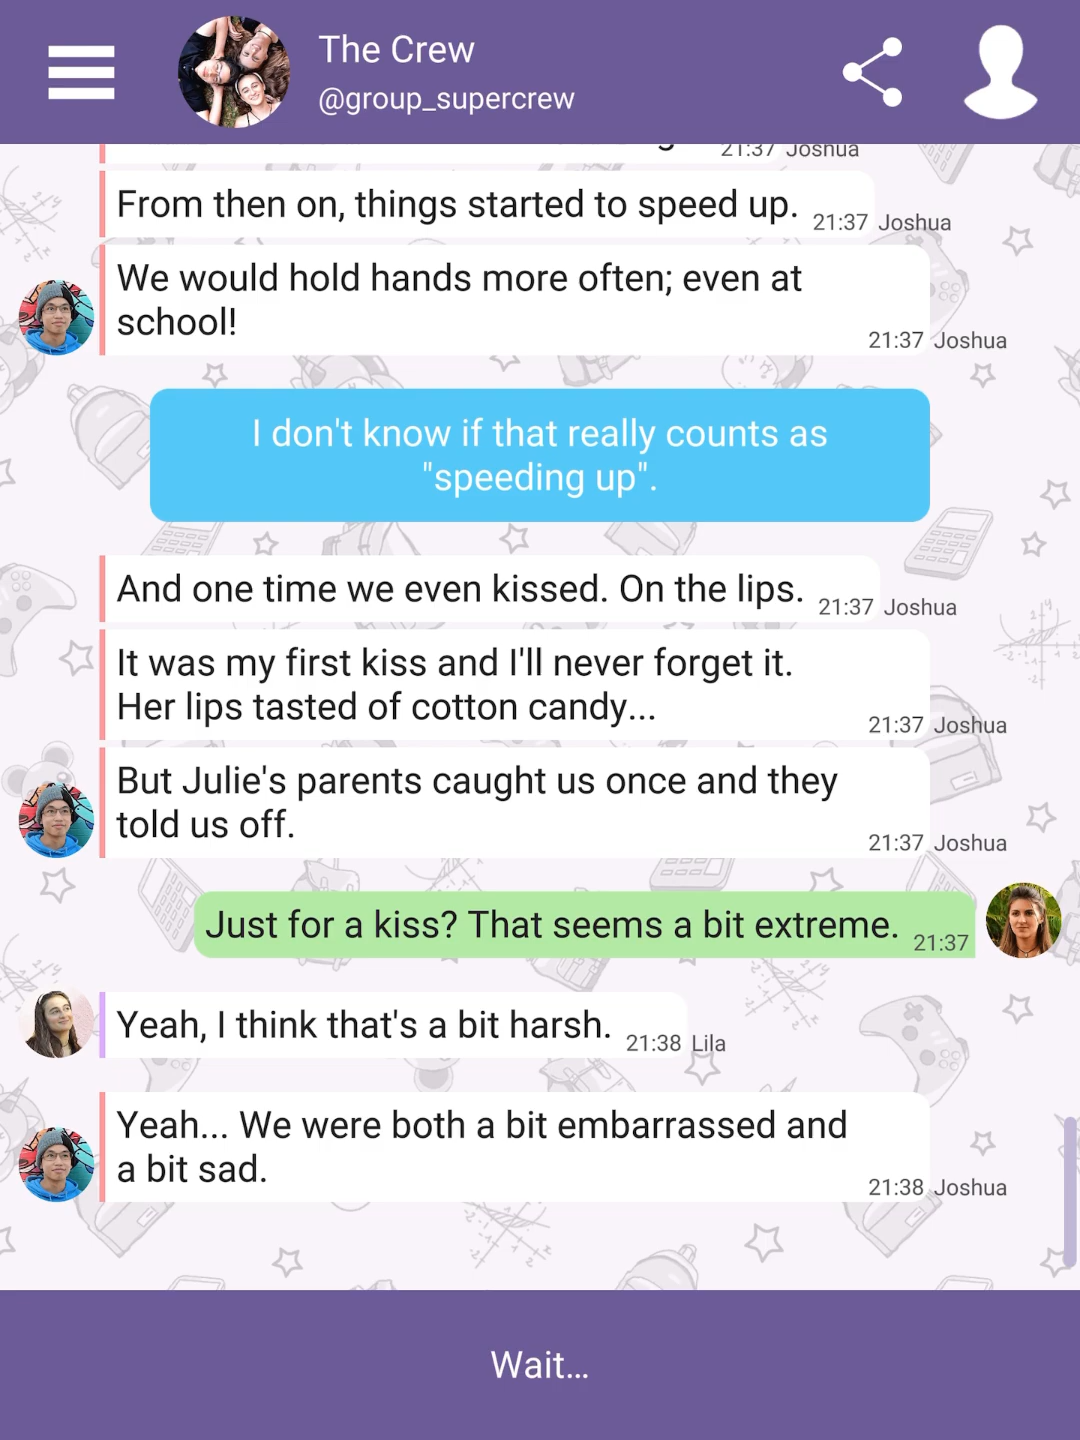 The Crew
@group_supercrew
21:37 Joshua
From then on, things started to speed up.
21:37 Joshua
We would hold hands more often; even at
school!
21:37 Joshua
I don't know if that really counts as
"speeding up".
And one time we even kissed. On the lips.
21:37 Joshua
It was my first kiss and I'll never forget it.
Her lips tasted of cotton candy...
21:37 Joshua
But Julie's parents caught us once and they
told us off.
21:37 Joshua
Just for a kiss? That seems a bit extreme.
21:37
Yeah, I think that's a bit harsh.
21:38 Lila
Yeah... We were both a bit embarrassed and
a bit sad.
21:38 Joshua
Wait...